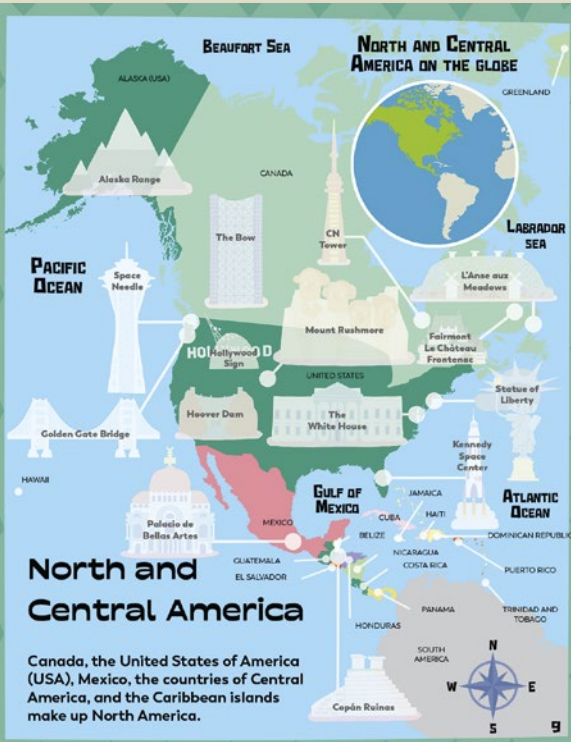 BEAUFORT SEA
NORTH AND CENTRAL
AMERICA ON THE GLOBE
ALASKA (USA)
GREENLAND
Alaska Range
CANADA
The Bow
CN
Tower
LABRADOR
SEA
PACIFIC
OCEAN
Space
Needle
L'Anse aux
Meadows
Mount Rushmore
Fairmont
Le Château
Frontenac
HOLLYWOOD
Hollywood
Sign
UNITED STATES
Statue of
Liberty
Hoover Dam
The
White House
Golden Gate Bridge
Kennedy
Space
Center
HAWAII
GULF OF
MEXICO
JAMAICA
ATLANTIC
OCEAN
CUBA
HAITI
MEXICO
Palacio de
Bellas Artes
BELIZE
DOMINICAN REPUBLIC
NICARAGUA
GUATEMALA
COSTA RICA
PUERTO RICO
EL SALVADOR
North and
Central America
PANAMA
TRINIDAD AND
TOBAGO
HONDURAS
SOUTH
AMERICA
Canada, the United States of America
(USA), Mexico, the countries of Central
America, and the Caribbean islands
make up North America.
Copán Ruinas
N
W
E
S
9